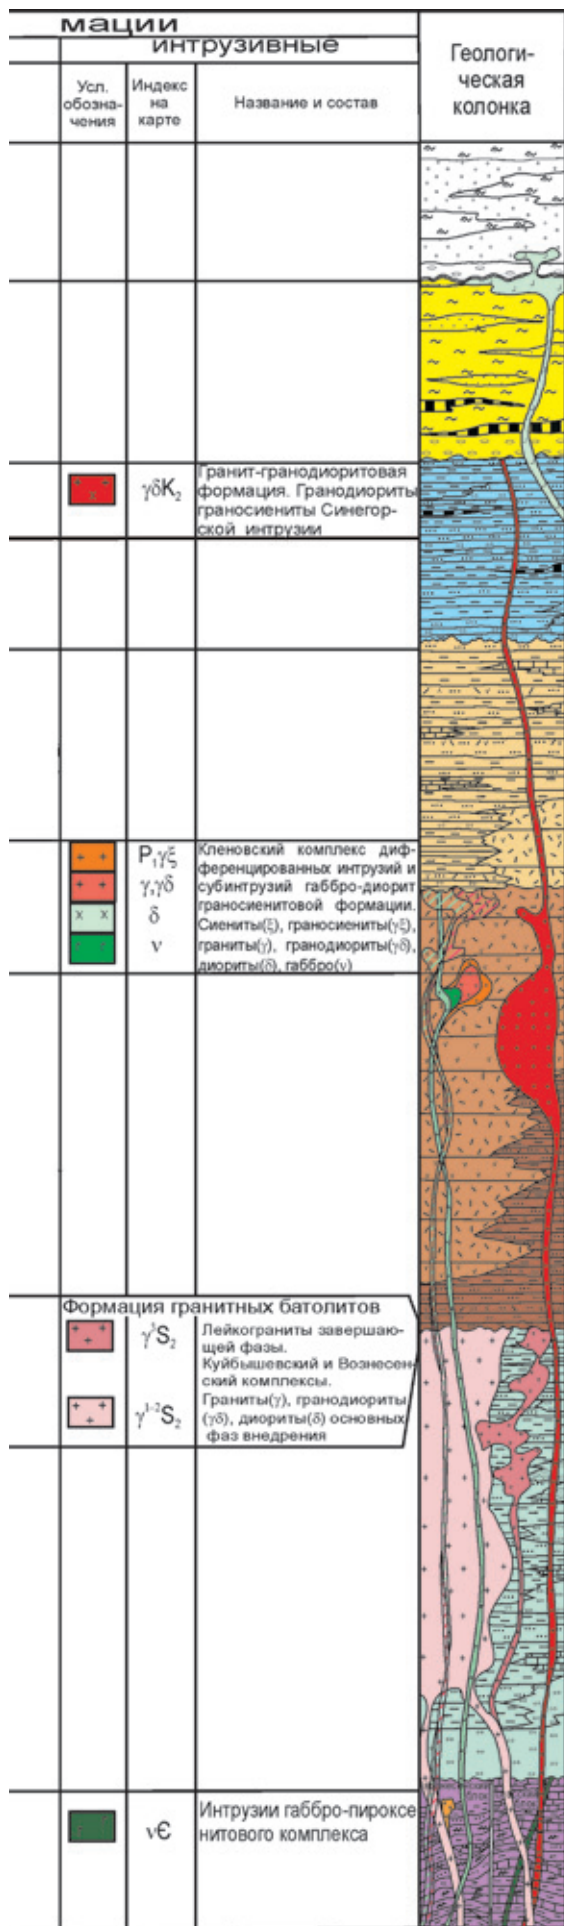 мации
интрузивные
Усл.
обозна-
чения
Индекс
на
карте
Название и состав
Геологи-
ческая
колонка
γδK₂
Гранит-гранодиоритовая
формация. Гранодиориты
граносиениты Синегор-
ской интрузии
P₁γξ
γ,γδ
δ
ν
Кленовский комплекс диф-
ференцированных интрузий и
субинтрузий габбро-диорит
граносиенитовой формации.
Сиениты(ξ), граносиениты(γξ),
граниты(γ), гранодиориты(γδ),
диориты(δ), габбро(ν)
Формация гранитных батолитов
γ³S₂
Лейкограниты завершаю-
щей фазы.
Куйбышевский и Вознесен
ский комплексы.
γ¹⁻²S₂
Граниты(γ), гранодиориты
(γδ), диориты(δ) основных
фаз внедрения
νЄ
Интрузии габбро-пироксе
нитового комплекса